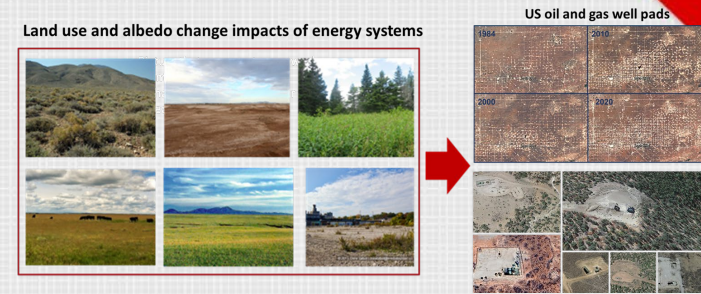 US oil and gas well pads
Land use and albedo change impacts of energy systems
1984
2010
2000
2020